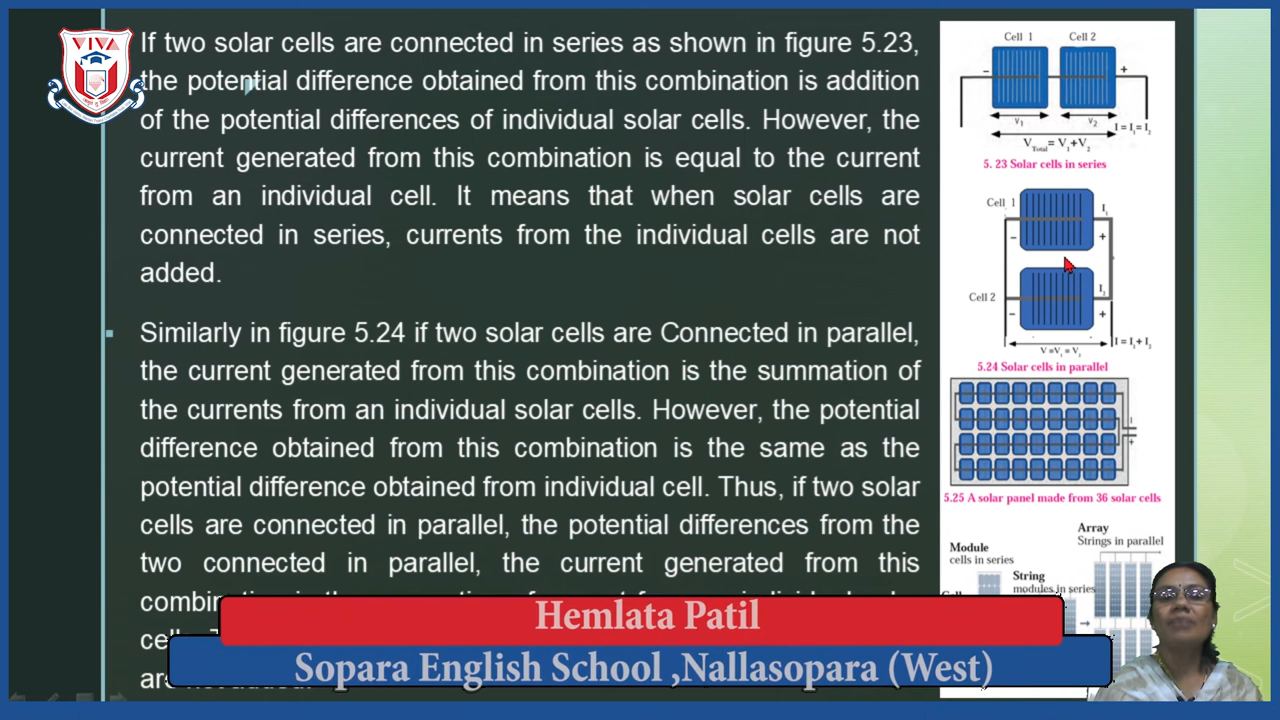 VIVA
If two solar cells are connected in series as shown in figure 5.23,
the potential difference obtained from this combination is addition
of the potential differences of individual solar cells. However, the
current generated from this combination is equal to the current
from an individual cell. It means that when solar cells are
connected in series, currents from the individual cells are not
added.
Similarly in figure 5.24 if two solar cells are Connected in parallel,
the current generated from this combination is the summation of
the currents from an individual solar cells. However, the potential
difference obtained from this combination is the same as the
potential difference obtained from individual cell. Thus, if two solar
cells are connected in parallel, the potential differences from the
two connected in parallel, the current generated from this
Cell 1 Cell 2
- +
V1 V2
I = I1 = I2
VTotal = V1+V2
5. 23 Solar cells in series
Cell 1 I1
- +
Cell 2 I2
- +
V =V1 = V2
I = I1 + I2
5.24 Solar cells in parallel
- +
5.25 A solar panel made from 36 solar cells
Array
Strings in parallel
Module
cells in series
String
modules in series
Hemlata Patil
Sopara English School ,Nallasopara (West)